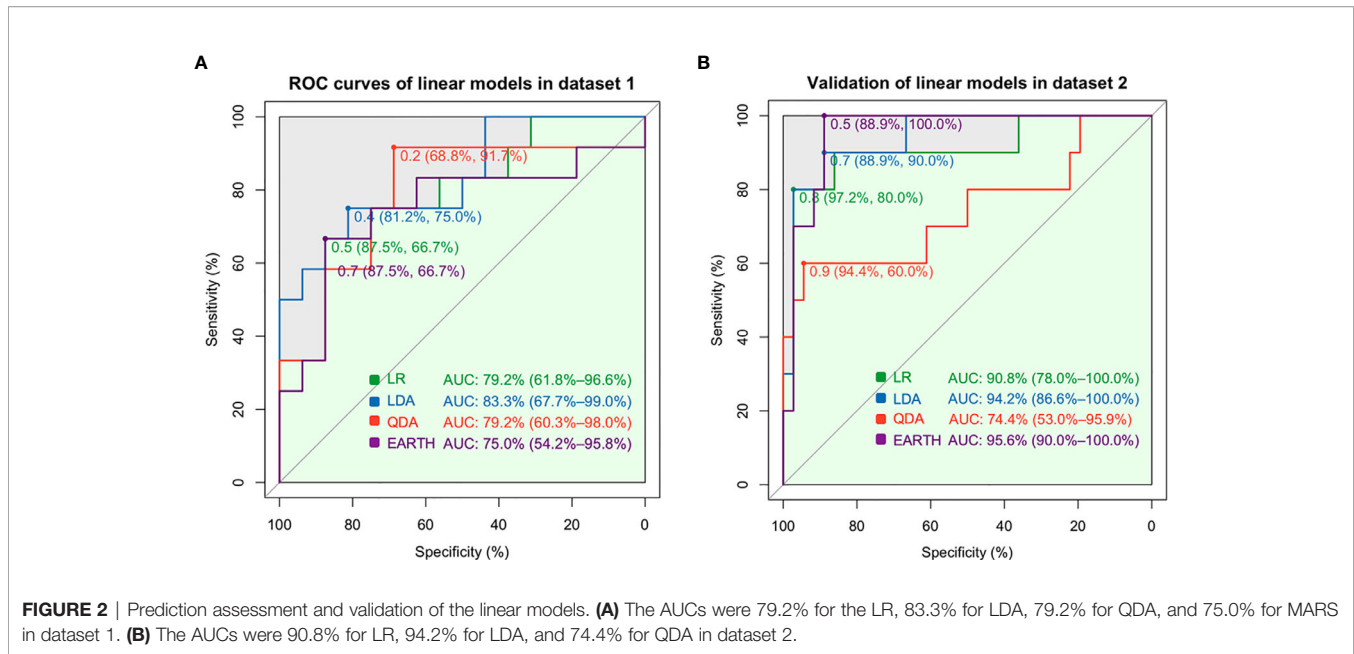 A
ROC curves of linear models in dataset 1
100
80
60
40
20
0
Sensitivity (%)
0.2 (68.8%, 91.7%)
0.4 (81.2%, 75.0%)
0.5 (87.5%, 66.7%)
0.7 (87.5%, 66.7%)
LR AUC: 79.2% (61.8%–96.6%)
LDA AUC: 83.3% (67.7%–99.0%)
QDA AUC: 79.2% (60.3%–98.0%)
EARTH AUC: 75.0% (54.2%–95.8%)
100 80 60 40 20 0
Specificity (%)
B
Validation of linear models in dataset 2
100
80
60
40
20
0
Sensitivity (%)
0.5 (88.9%, 100.0%)
0.7 (88.9%, 90.0%)
0.8 (97.2%, 80.0%)
0.9 (94.4%, 60.0%)
LR AUC: 90.8% (78.0%–100.0%)
LDA AUC: 94.2% (86.6%–100.0%)
QDA AUC: 74.4% (53.0%–95.9%)
EARTH AUC: 95.6% (90.0%–100.0%)
100 80 60 40 20 0
Specificity (%)
FIGURE 2 | Prediction assessment and validation of the linear models. (A) The AUCs were 79.2% for the LR, 83.3% for LDA, 79.2% for QDA, and 75.0% for MARS
in dataset 1. (B) The AUCs were 90.8% for LR, 94.2% for LDA, and 74.4% for QDA in dataset 2.